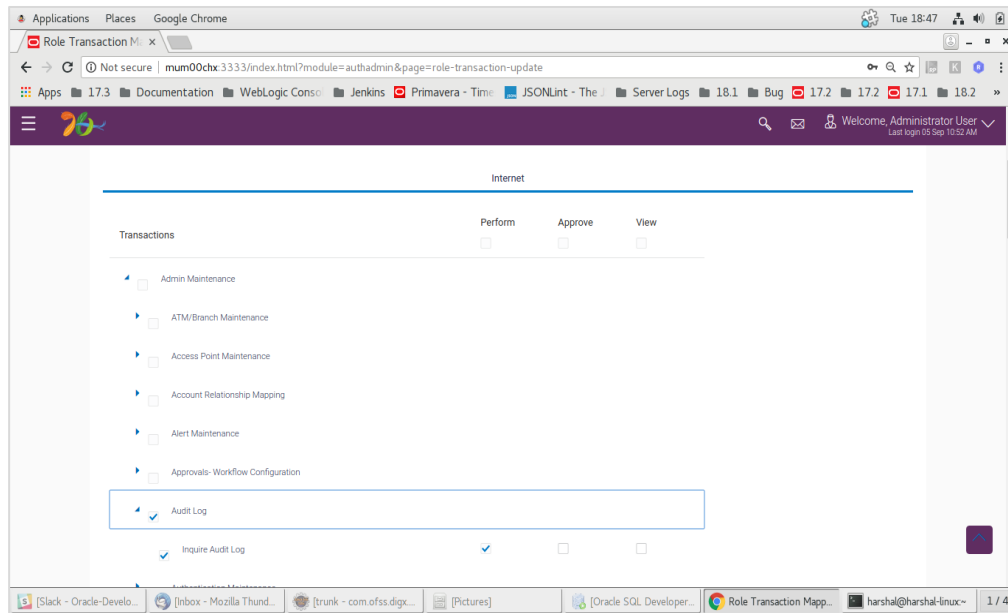 Applications Places Google Chrome Tue 18:47
Role Transaction M
Not secure | mum00chx:3333/index.html?module=authadmin&page=role-transaction-update
Apps 17.3 Documentation WebLogic Conso Jenkins Primavera - Time JSONLint - The J Server Logs 18.1 Bug 17.2 17.2 17.1 18.2 »
Welcome, Administrator User
Last login 05 Sep 10:52 AM
Internet
Transactions Perform Approve View
Admin Maintenance
ATM/Branch Maintenance
Access Point Maintenance
Account Relationship Mapping
Alert Maintenance
Approvals- Workflow Configuration
Audit Log
Inquire Audit Log
[Slack - Oracle-Develo... [Inbox - Mozilla Thund... [trunk - com.ofss.digx.... [Pictures] [Oracle SQL Developer... Role Transaction Mapp... harshal@harshal-linux:~ 1 / 4